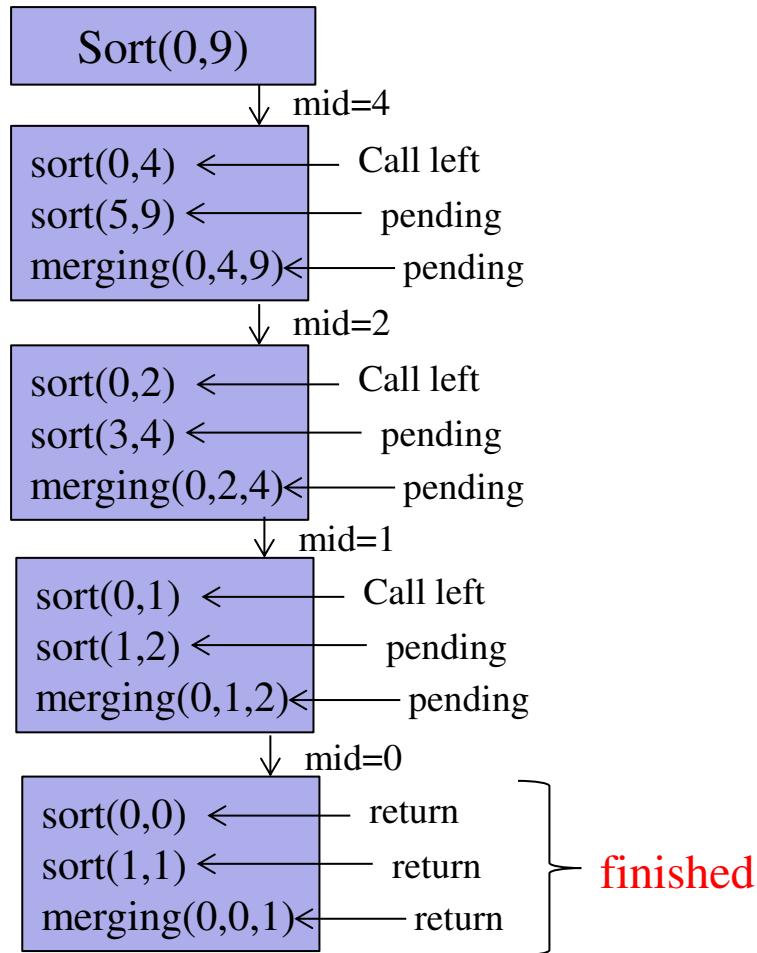 Sort(0,9)
mid=4
sort(0,4) Call left
sort(5,9) pending
merging(0,4,9) pending
mid=2
sort(0,2) Call left
sort(3,4) pending
merging(0,2,4) pending
mid=1
sort(0,1) Call left
sort(1,2) pending
merging(0,1,2) pending
mid=0
sort(0,0) return
sort(1,1) return
finished
merging(0,0,1) return